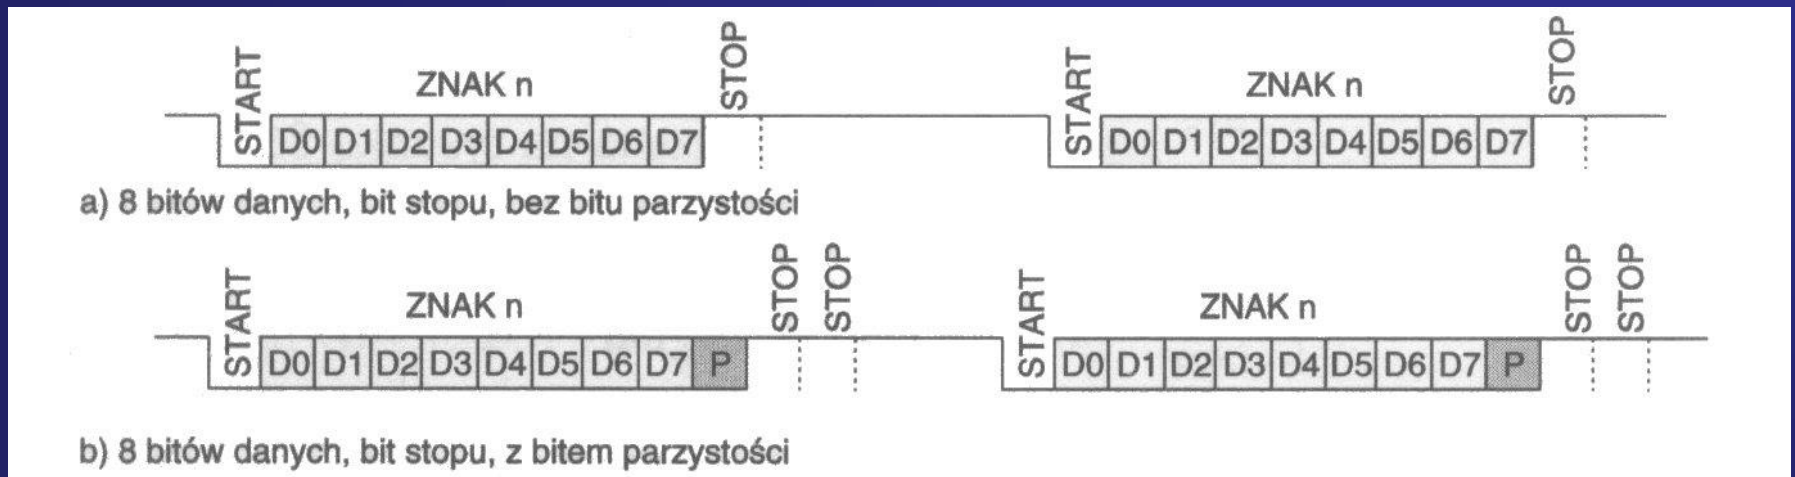 START ZNAK n STOP START ZNAK n STOP
D0 D1 D2 D3 D4 D5 D6 D7 D0 D1 D2 D3 D4 D5 D6 D7
a) 8 bitów danych, bit stopu, bez bitu parzystości
START ZNAK n STOP STOP START ZNAK n STOP STOP
D0 D1 D2 D3 D4 D5 D6 D7 P D0 D1 D2 D3 D4 D5 D6 D7 P
b) 8 bitów danych, bit stopu, z bitem parzystości